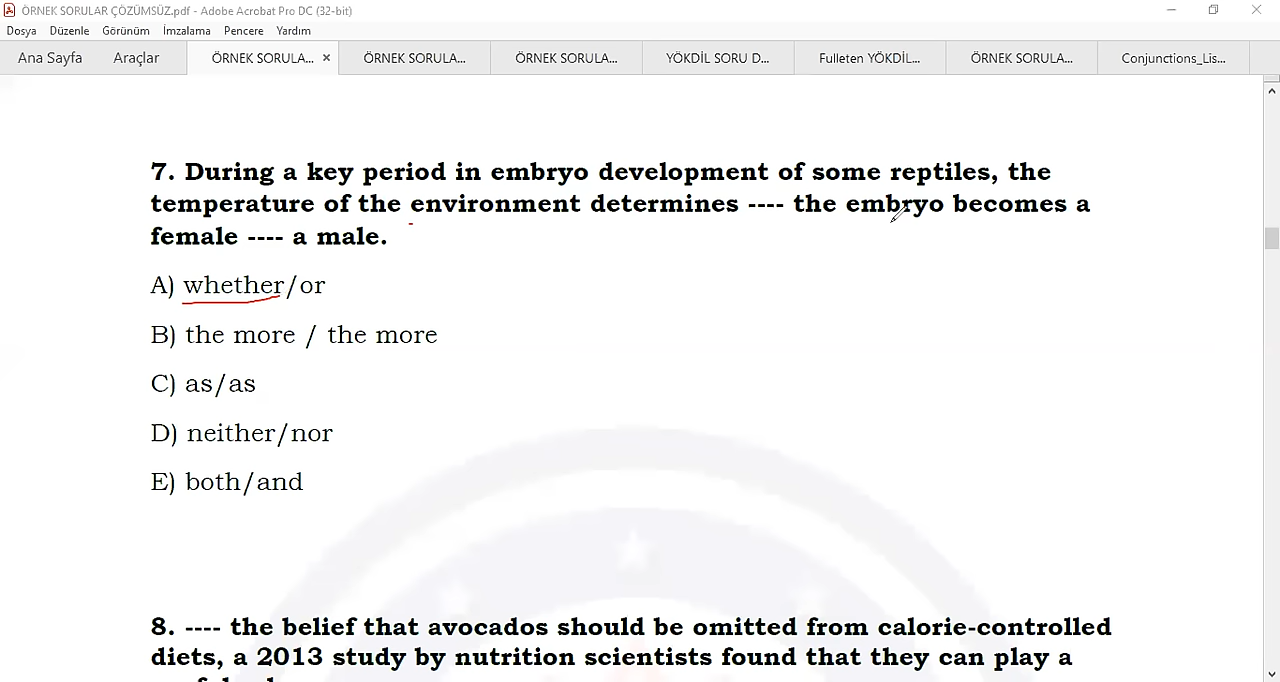 ÖRNEK SORULAR ÇÖZÜMSÜZ.pdf - Adobe Acrobat Pro DC (32-bit)
Dosya Düzenle Görünüm İmzalama Pencere Yardım
Ana Sayfa Araçlar ÖRNEK SORULA... × ÖRNEK SORULA... ÖRNEK SORULA... YÖKDİL SORU D... Fulleten YÖKDİL... ÖRNEK SORULA... Conjunctions_Lis...
7. During a key period in embryo development of some reptiles, the
temperature of the environment determines ---- the embryo becomes a
female ---- a male.
A) whether/or
B) the more / the more
C) as/as
D) neither/nor
E) both/and
8. ---- the belief that avocados should be omitted from calorie-controlled
diets, a 2013 study by nutrition scientists found that they can play a